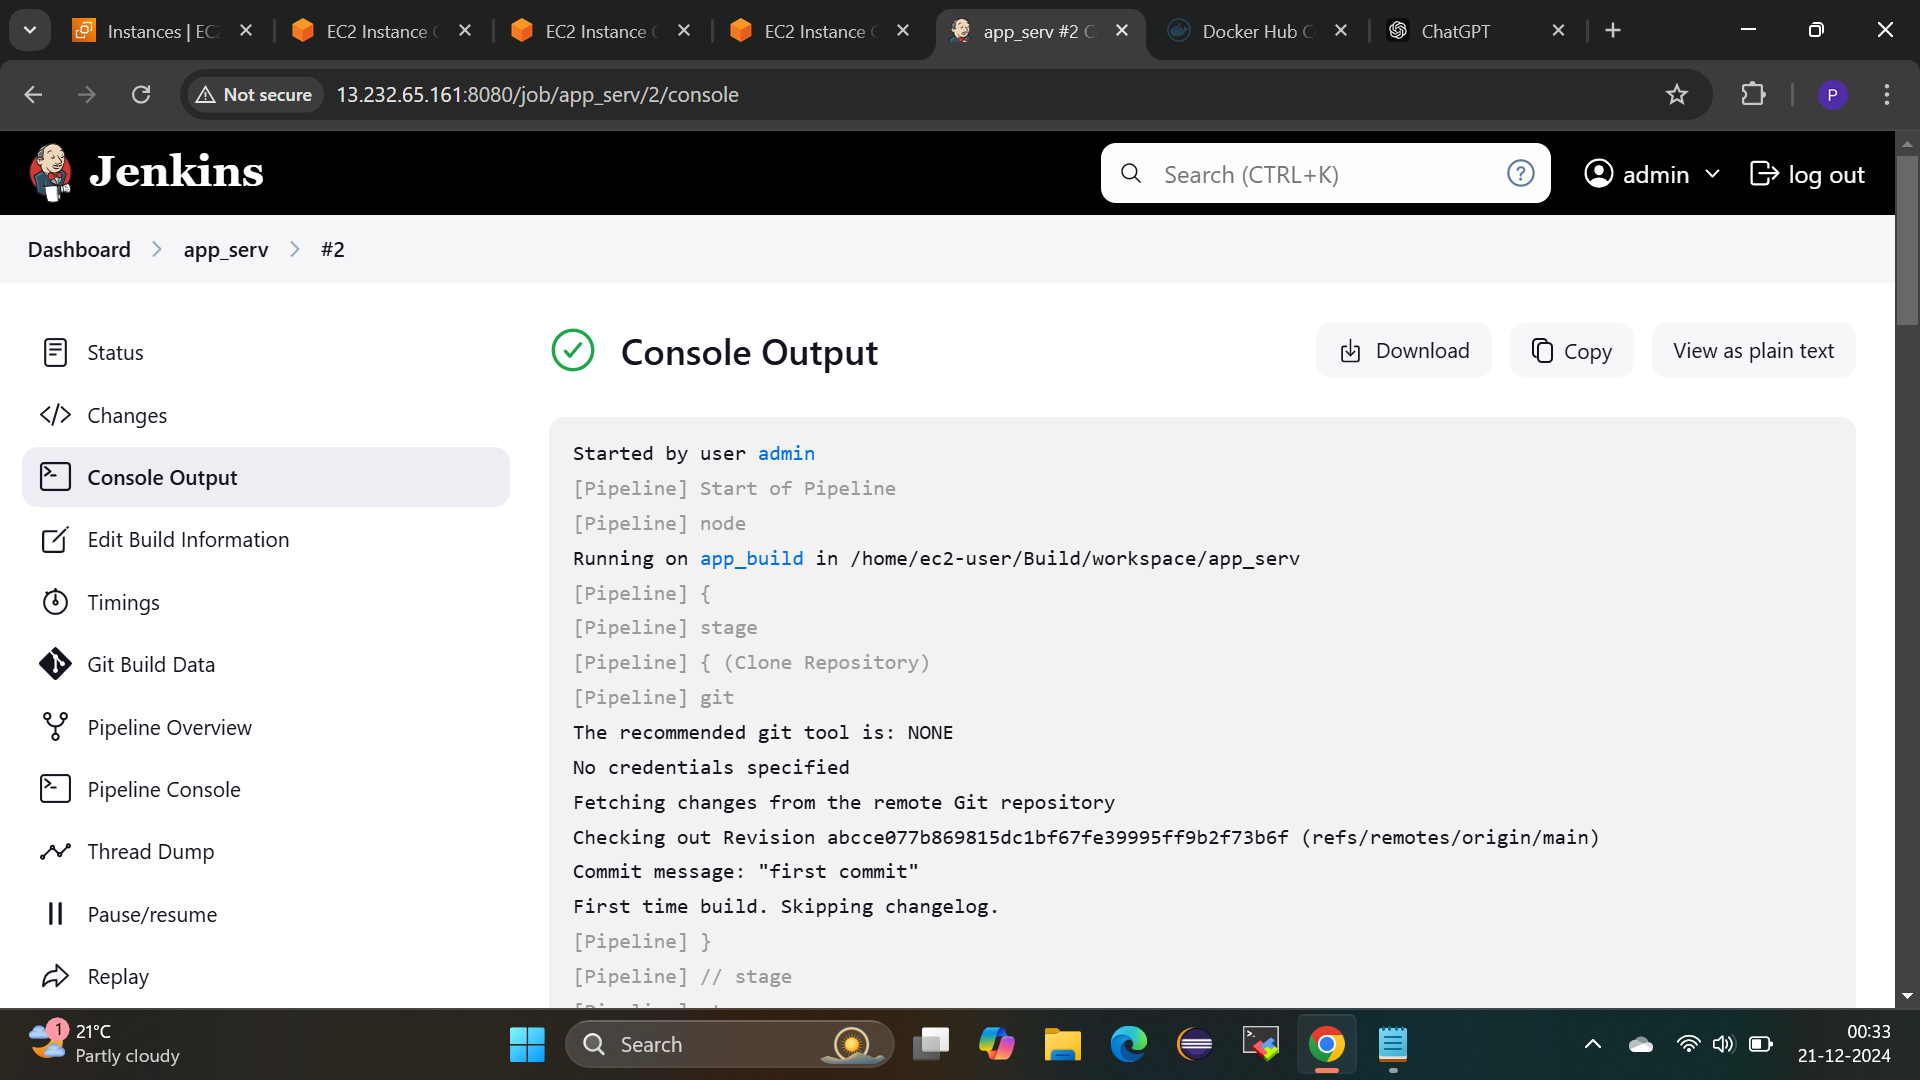 Instances | EC
EC2 Instance
EC2 Instance
EC2 Instance
app_serv #2 C
Docker Hub C
ChatGPT
Not secure
13.232.65.161:8080/job/app_serv/2/console
P
Jenkins
Search (CTRL+K)
?
admin
log out
Dashboard
app_serv
#2
Status
Changes
Console Output
Edit Build Information
Timings
Git Build Data
Pipeline Overview
Pipeline Console
Thread Dump
Pause/resume
Replay
Console Output
Download
Copy
View as plain text
Started by user admin
[Pipeline] Start of Pipeline
[Pipeline] node
Running on app_build in /home/ec2-user/Build/workspace/app_serv
[Pipeline] {
[Pipeline] stage
[Pipeline] { (Clone Repository)
[Pipeline] git
The recommended git tool is: NONE
No credentials specified
Fetching changes from the remote Git repository
Checking out Revision abcce077b869815dc1bf67fe39995ff9b2f73b6f (refs/remotes/origin/main)
Commit message: "first commit"
First time build. Skipping changelog.
[Pipeline] }
[Pipeline] // stage
1
21°C
Partly cloudy
Search
00:33
21-12-2024